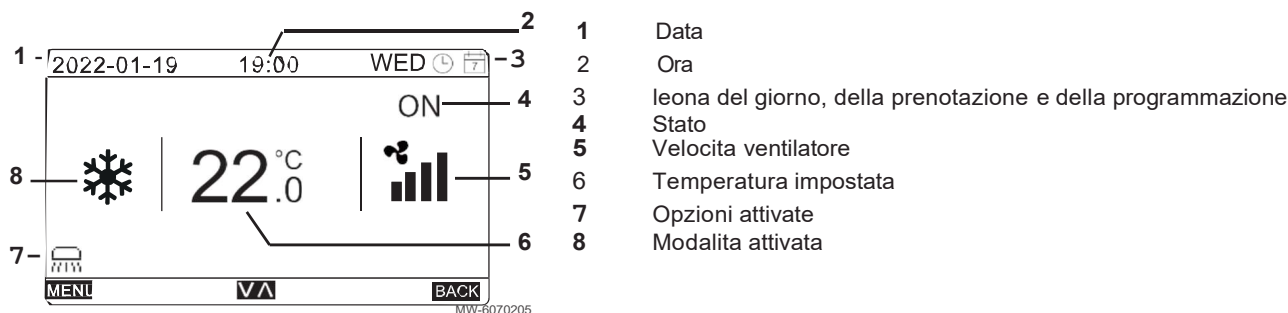 2
1 2022-01-19 19:00 WED 7 3
ON 4
8 22.0 °C 5
6
7
MENU V Λ BACK
MW-6070205
1 Data
2 Ora
3 leona del giorno, della prenotazione e della programmazione
4 Stato
5 Velocita ventilatore
6 Temperatura impostata
7 Opzioni attivate
8 Modalita attivata